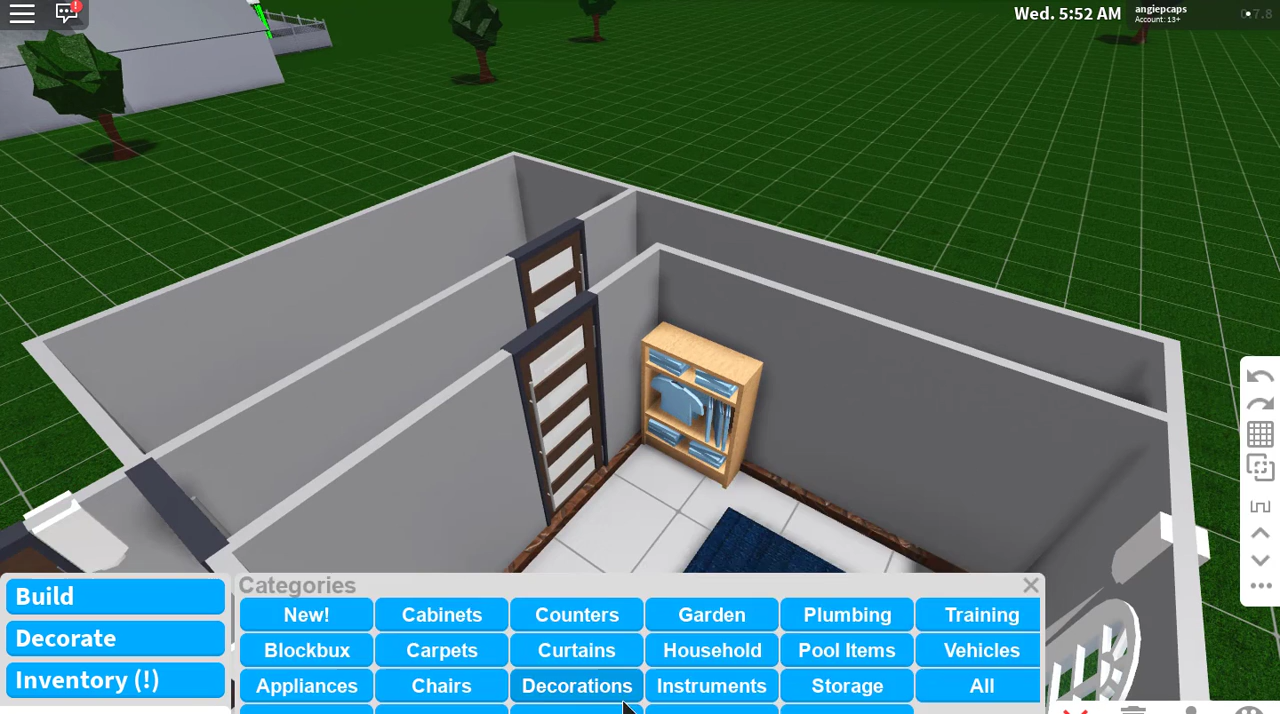 Wed. 5:52 AM
angiepcaps
Account: 13+
Build
Decorate
Inventory (!)
Categories
New! Cabinets Counters Garden Plumbing Training
Blockbux Carpets Curtains Household Pool Items Vehicles
Appliances Chairs Decorations Instruments Storage All